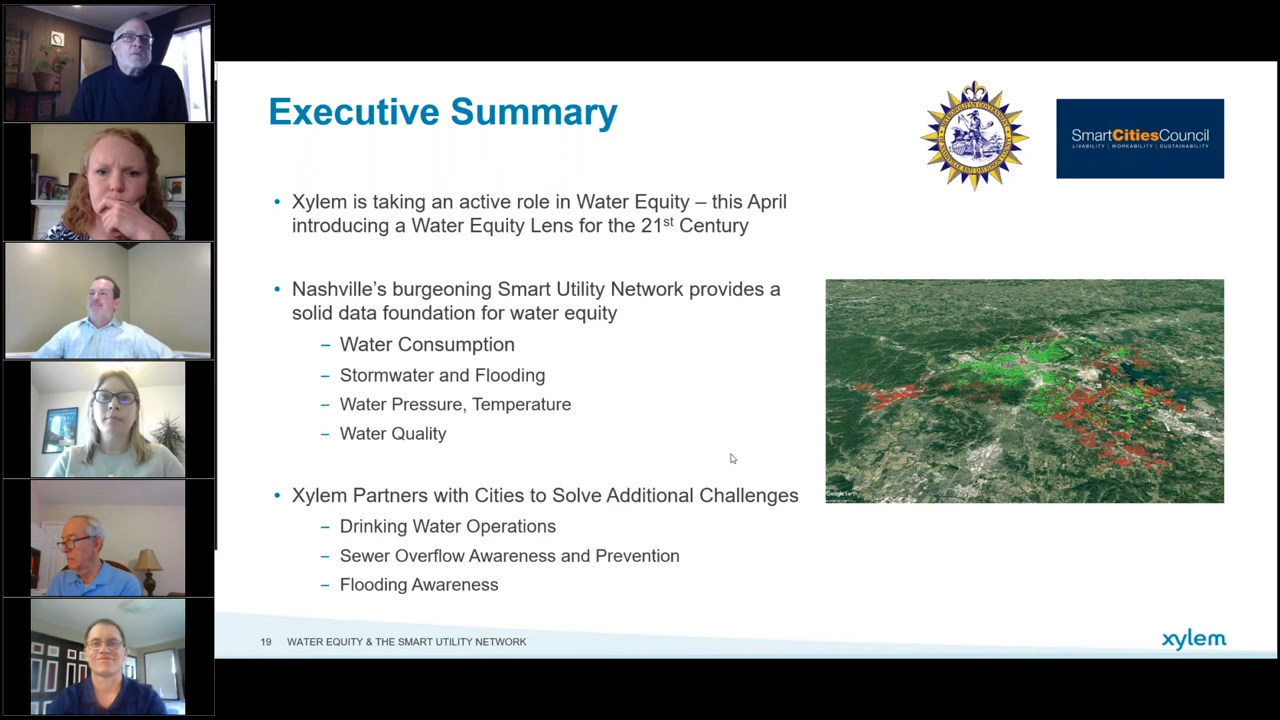 Executive Summary
SmartCitiesCouncil
LIVABILITY | WORKABILITY | SUSTAINABILITY
• Xylem is taking an active role in Water Equity – this April
introducing a Water Equity Lens for the 21st Century
• Nashville's burgeoning Smart Utility Network provides a
solid data foundation for water equity
– Water Consumption
– Stormwater and Flooding
– Water Pressure, Temperature
– Water Quality
Google Earth
• Xylem Partners with Cities to Solve Additional Challenges
– Drinking Water Operations
– Sewer Overflow Awareness and Prevention
– Flooding Awareness
19 WATER EQUITY & THE SMART UTILITY NETWORK
xylem